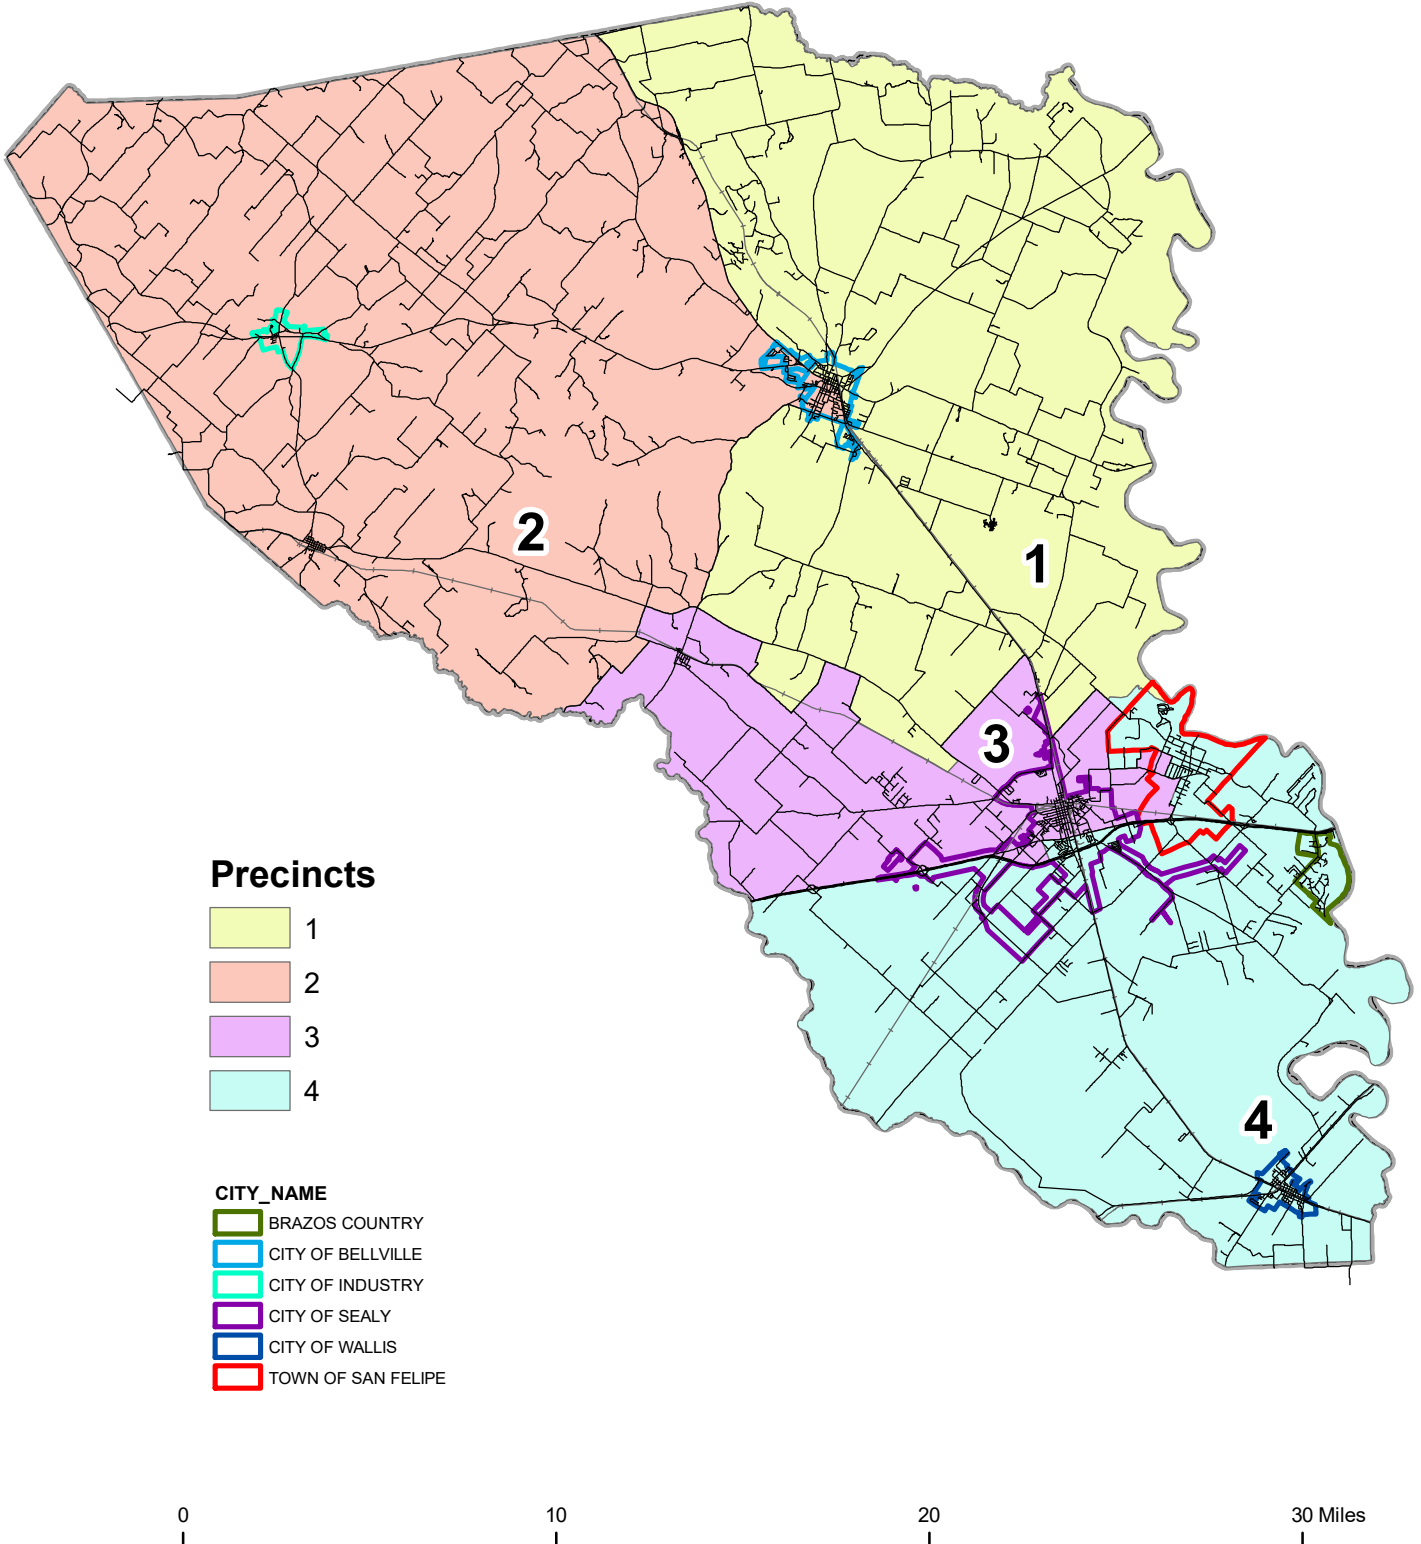 2
1
3
4
Precincts
1
2
3
4
CITY_NAME
BRAZOS COUNTRY
CITY OF BELLVILLE
CITY OF INDUSTRY
CITY OF SEALY
CITY OF WALLIS
TOWN OF SAN FELIPE
0 10 20 30 Miles